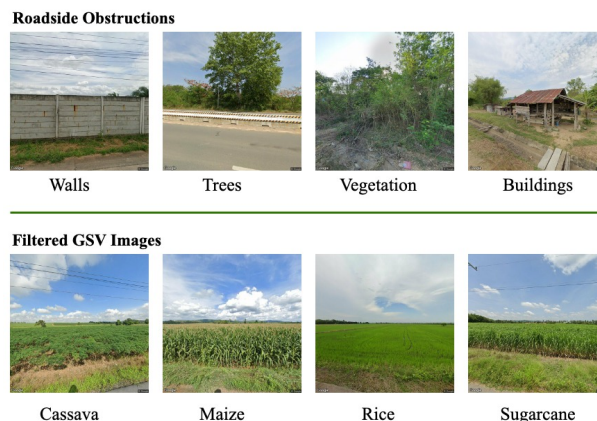 Roadside Obstructions
Walls Trees Vegetation Buildings
Filtered GSV Images
Cassava Maize Rice Sugarcane